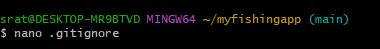 srat@DESKTOP-MR9BTVD MINGW64 ~/myfishingapp (main)
$ nano .gitignore